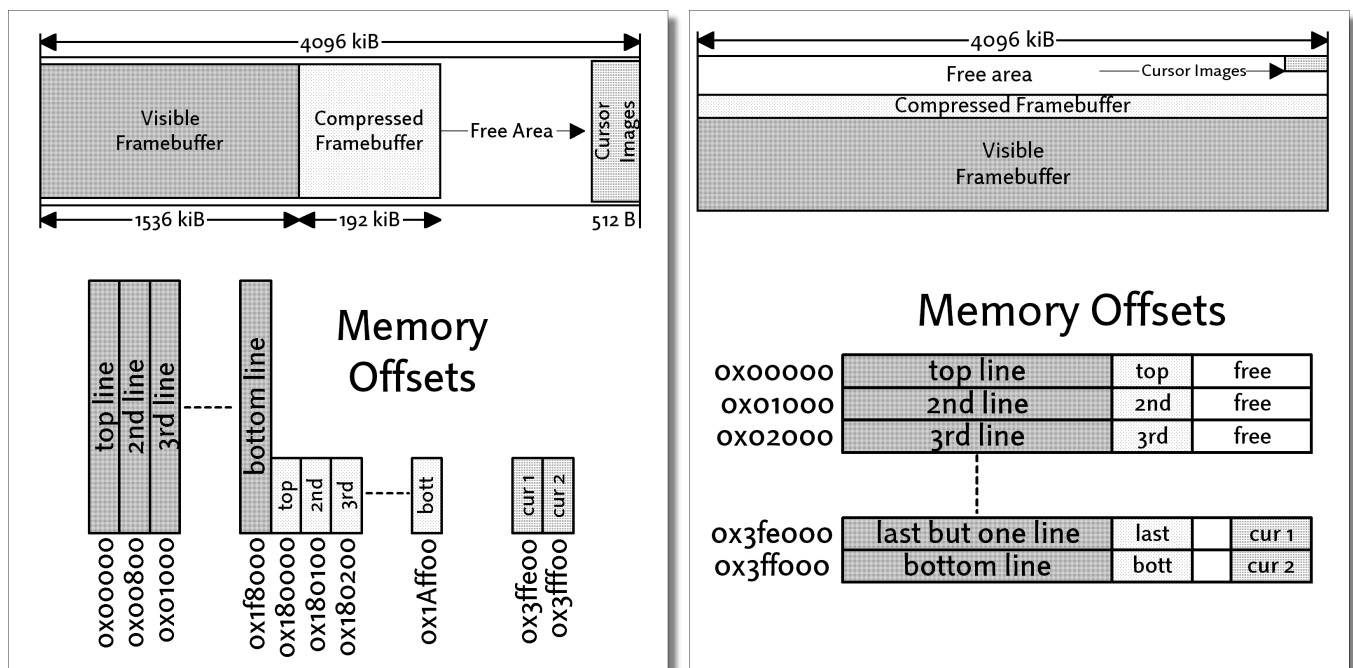 4096 kiB
Visible
Framebuffer
Compressed
Framebuffer
Free Area
Cursor
Images
1536 kiB
192 kiB
512 B
Memory
Offsets
top line
2nd line
3rd line
bottom line
top
2nd
3rd
bott
cur 1
cur 2
0x00000
0x00800
0x01000
0x1f8000
0x180000
0x180100
0x180200
0x1Aff00
0x3ffe00
0x3fff00
4096 kiB
Free area
Cursor Images
Compressed Framebuffer
Visible
Framebuffer
Memory Offsets
0x00000 top line top free
0x01000 2nd line 2nd free
0x02000 3rd line 3rd free
0x3fe000 last but one line last cur 1
0x3ff000 bottom line bott cur 2